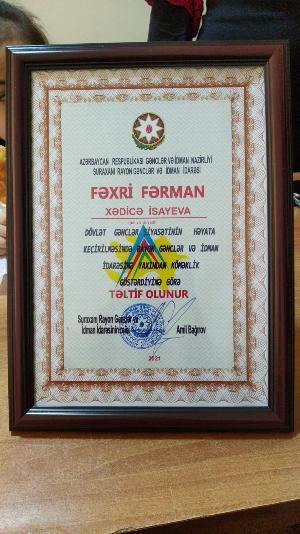 AZƏRBAYCAN RESPUBLİKASI GƏNCLƏR VƏ İDMAN NAZİRLİYİ
SURAXANI RAYON GƏNCLƏR VƏ İDMAN İDARƏSİ
FƏXRİ FƏRMAN
XƏDİCƏ İSAYEVA
DÖVLƏT GƏNCLƏR SİYASƏTİNİN HƏYATA
KEÇİRİLMƏSİNDƏ RAYON GƏNCLƏR VƏ İDMAN
İDARƏSİNƏ YAXINDAN KÖMƏKLİK
GÖSTƏRDİYİNƏ GÖRƏ
TƏLTİF OLUNUR
Suraxanı Rayon Gənclər və
İdman İdarəsinin rəisi Anil Bağırov
2021